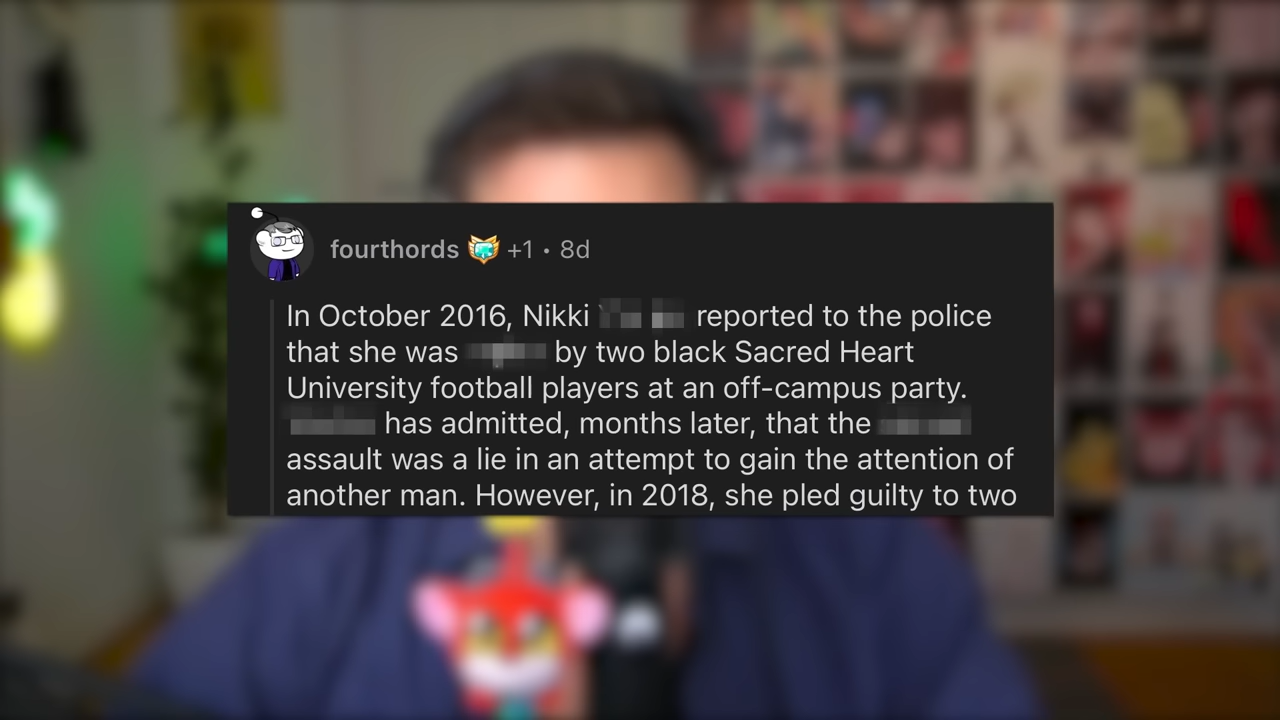 fourthords +1 • 8d
In October 2016, Nikki reported to the police
that she was by two black Sacred Heart
University football players at an off-campus party.
has admitted, months later, that the
assault was a lie in an attempt to gain the attention of
another man. However, in 2018, she pled guilty to two